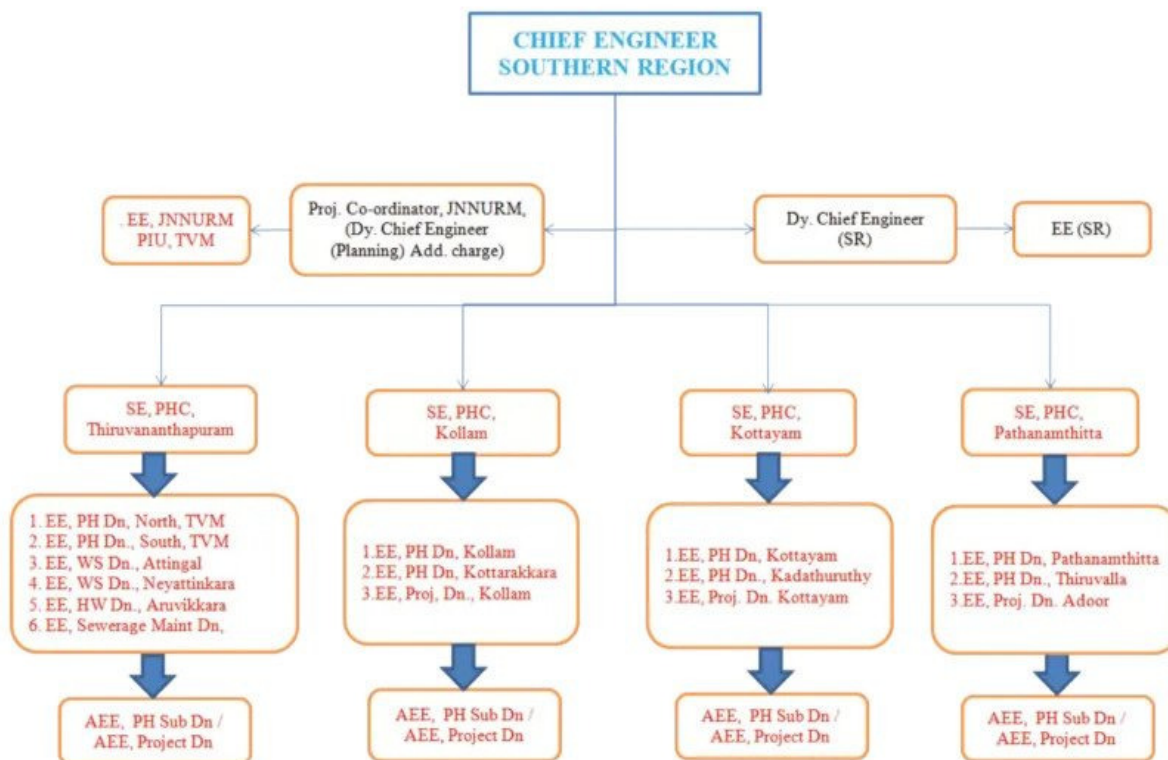 CHIEF ENGINEER
SOUTHERN REGION
. EE, JNNURM
PIU, TVM
Proj. Co-ordinator, JNNURM,
(Dy. Chief Engineer
(Planning) Add. charge)
Dy. Chief Engineer
(SR)
EE (SR)
SE, PHC,
Thiruvananthapuram
SE, PHC,
Kollam
SE, PHC,
Kottayam
SE, PHC,
Pathanamthitta
1. EE, PH Dn, North, TVM
2. EE, PH Dn., South, TVM
3. EE, WS Dn., Attingal
4. EE, WS Dn., Neyattinkara
5. EE, HW Dn., Aruvikkara
6. EE, Sewerage Maint Dn,
1.EE, PH Dn, Kollam
2.EE, PH Dn, Kottarakkara
3.EE, Proj, Dn., Kollam
1.EE, PH Dn, Kottayam
2.EE, PH Dn., Kadathuruthy
3.EE, Proj. Dn. Kottayam
1.EE, PH Dn, Pathanamthitta
2.EE, PH Dn., Thiruvalla
3.EE, Proj. Dn. Adoor
AEE, PH Sub Dn /
AEE, Project Dn
AEE, PH Sub Dn /
AEE, Project Dn
AEE, PH Sub Dn /
AEE, Project Dn
AEE, PH Sub Dn /
AEE, Project Dn